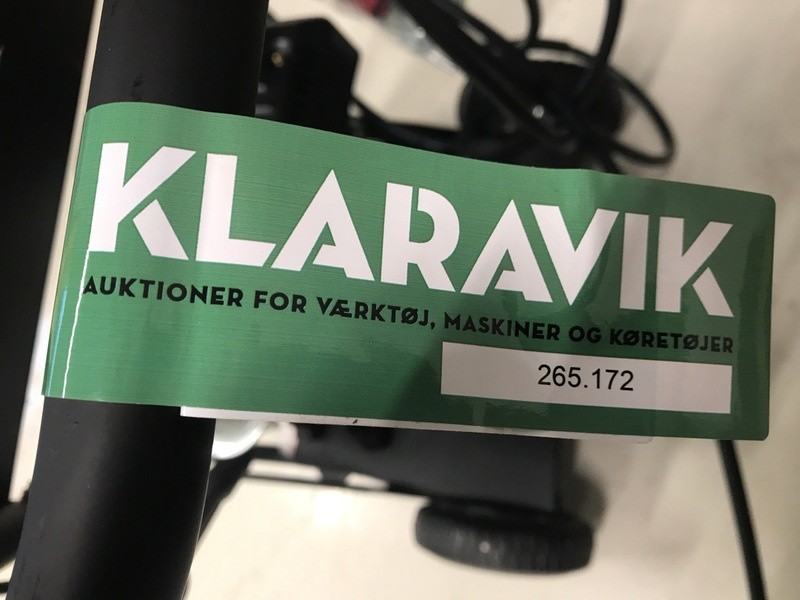 KLARAVIK
AUKTIONER FOR VÆRKTØJ, MASKINER OG KØRETØJER
265.172